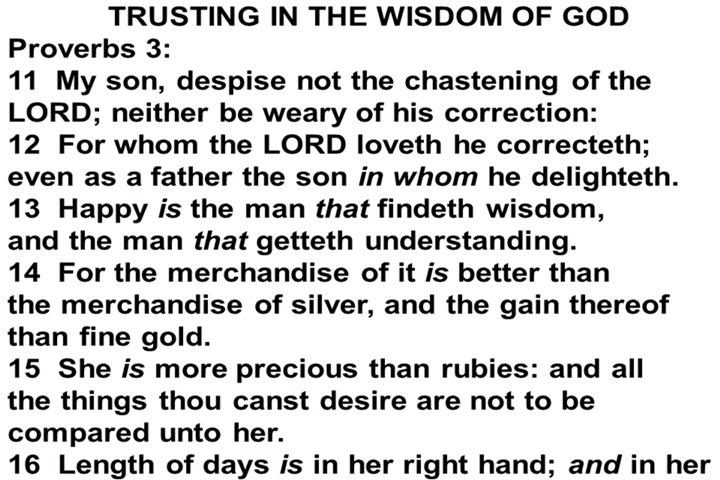 TRUSTING IN THE WISDOM OF GOD
Proverbs 3:
11 My son, despise not the chastening of the
LORD; neither be weary of his correction:
12 For whom the LORD loveth he correcteth;
even as a father the son in whom he delighteth.
13 Happy is the man that findeth wisdom,
and the man that getteth understanding.
14 For the merchandise of it is better than
the merchandise of silver, and the gain thereof
than fine gold.
15 She is more precious than rubies: and all
the things thou canst desire are not to be
compared unto her.
16 Length of days is in her right hand; and in her